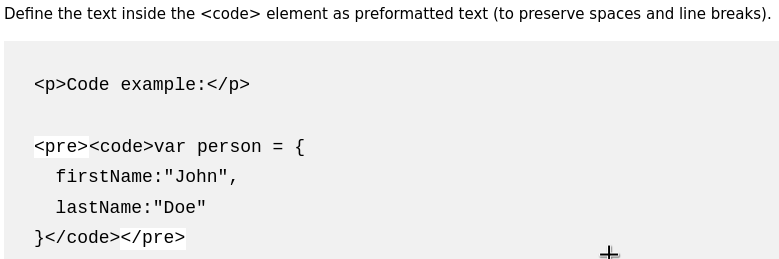 Define the text inside the <code> element as preformatted text (to preserve spaces and line breaks).
<p>Code example:</p>
<pre><code>var person = {
  firstName:"John",
  lastName:"Doe"
}</code></pre>